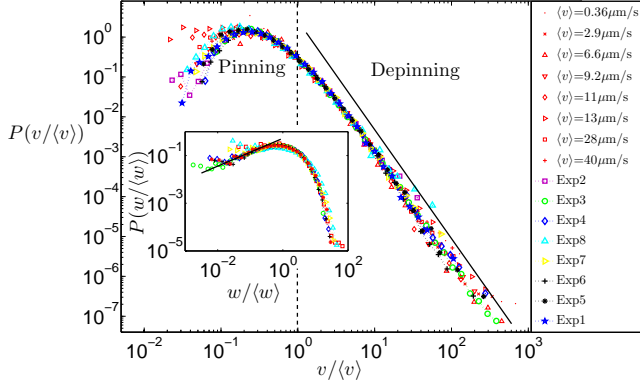 P(v/⟨v⟩)
10^0
10^-1
10^-2
10^-3
10^-4
10^-5
10^-6
10^-7
Pinning
Depinning
P(w/⟨w⟩)
10^-1
10^-5
10^-2
10^0
10^2
w/⟨w⟩
10^-2
10^-1
10^0
10^1
10^2
10^3
v/⟨v⟩
⟨v⟩=0.36μm/s
⟨v⟩=2.9μm/s
⟨v⟩=6.6μm/s
⟨v⟩=9.2μm/s
⟨v⟩=11μm/s
⟨v⟩=13μm/s
⟨v⟩=28μm/s
⟨v⟩=40μm/s
Exp2
Exp3
Exp4
Exp8
Exp7
Exp6
Exp5
Exp1